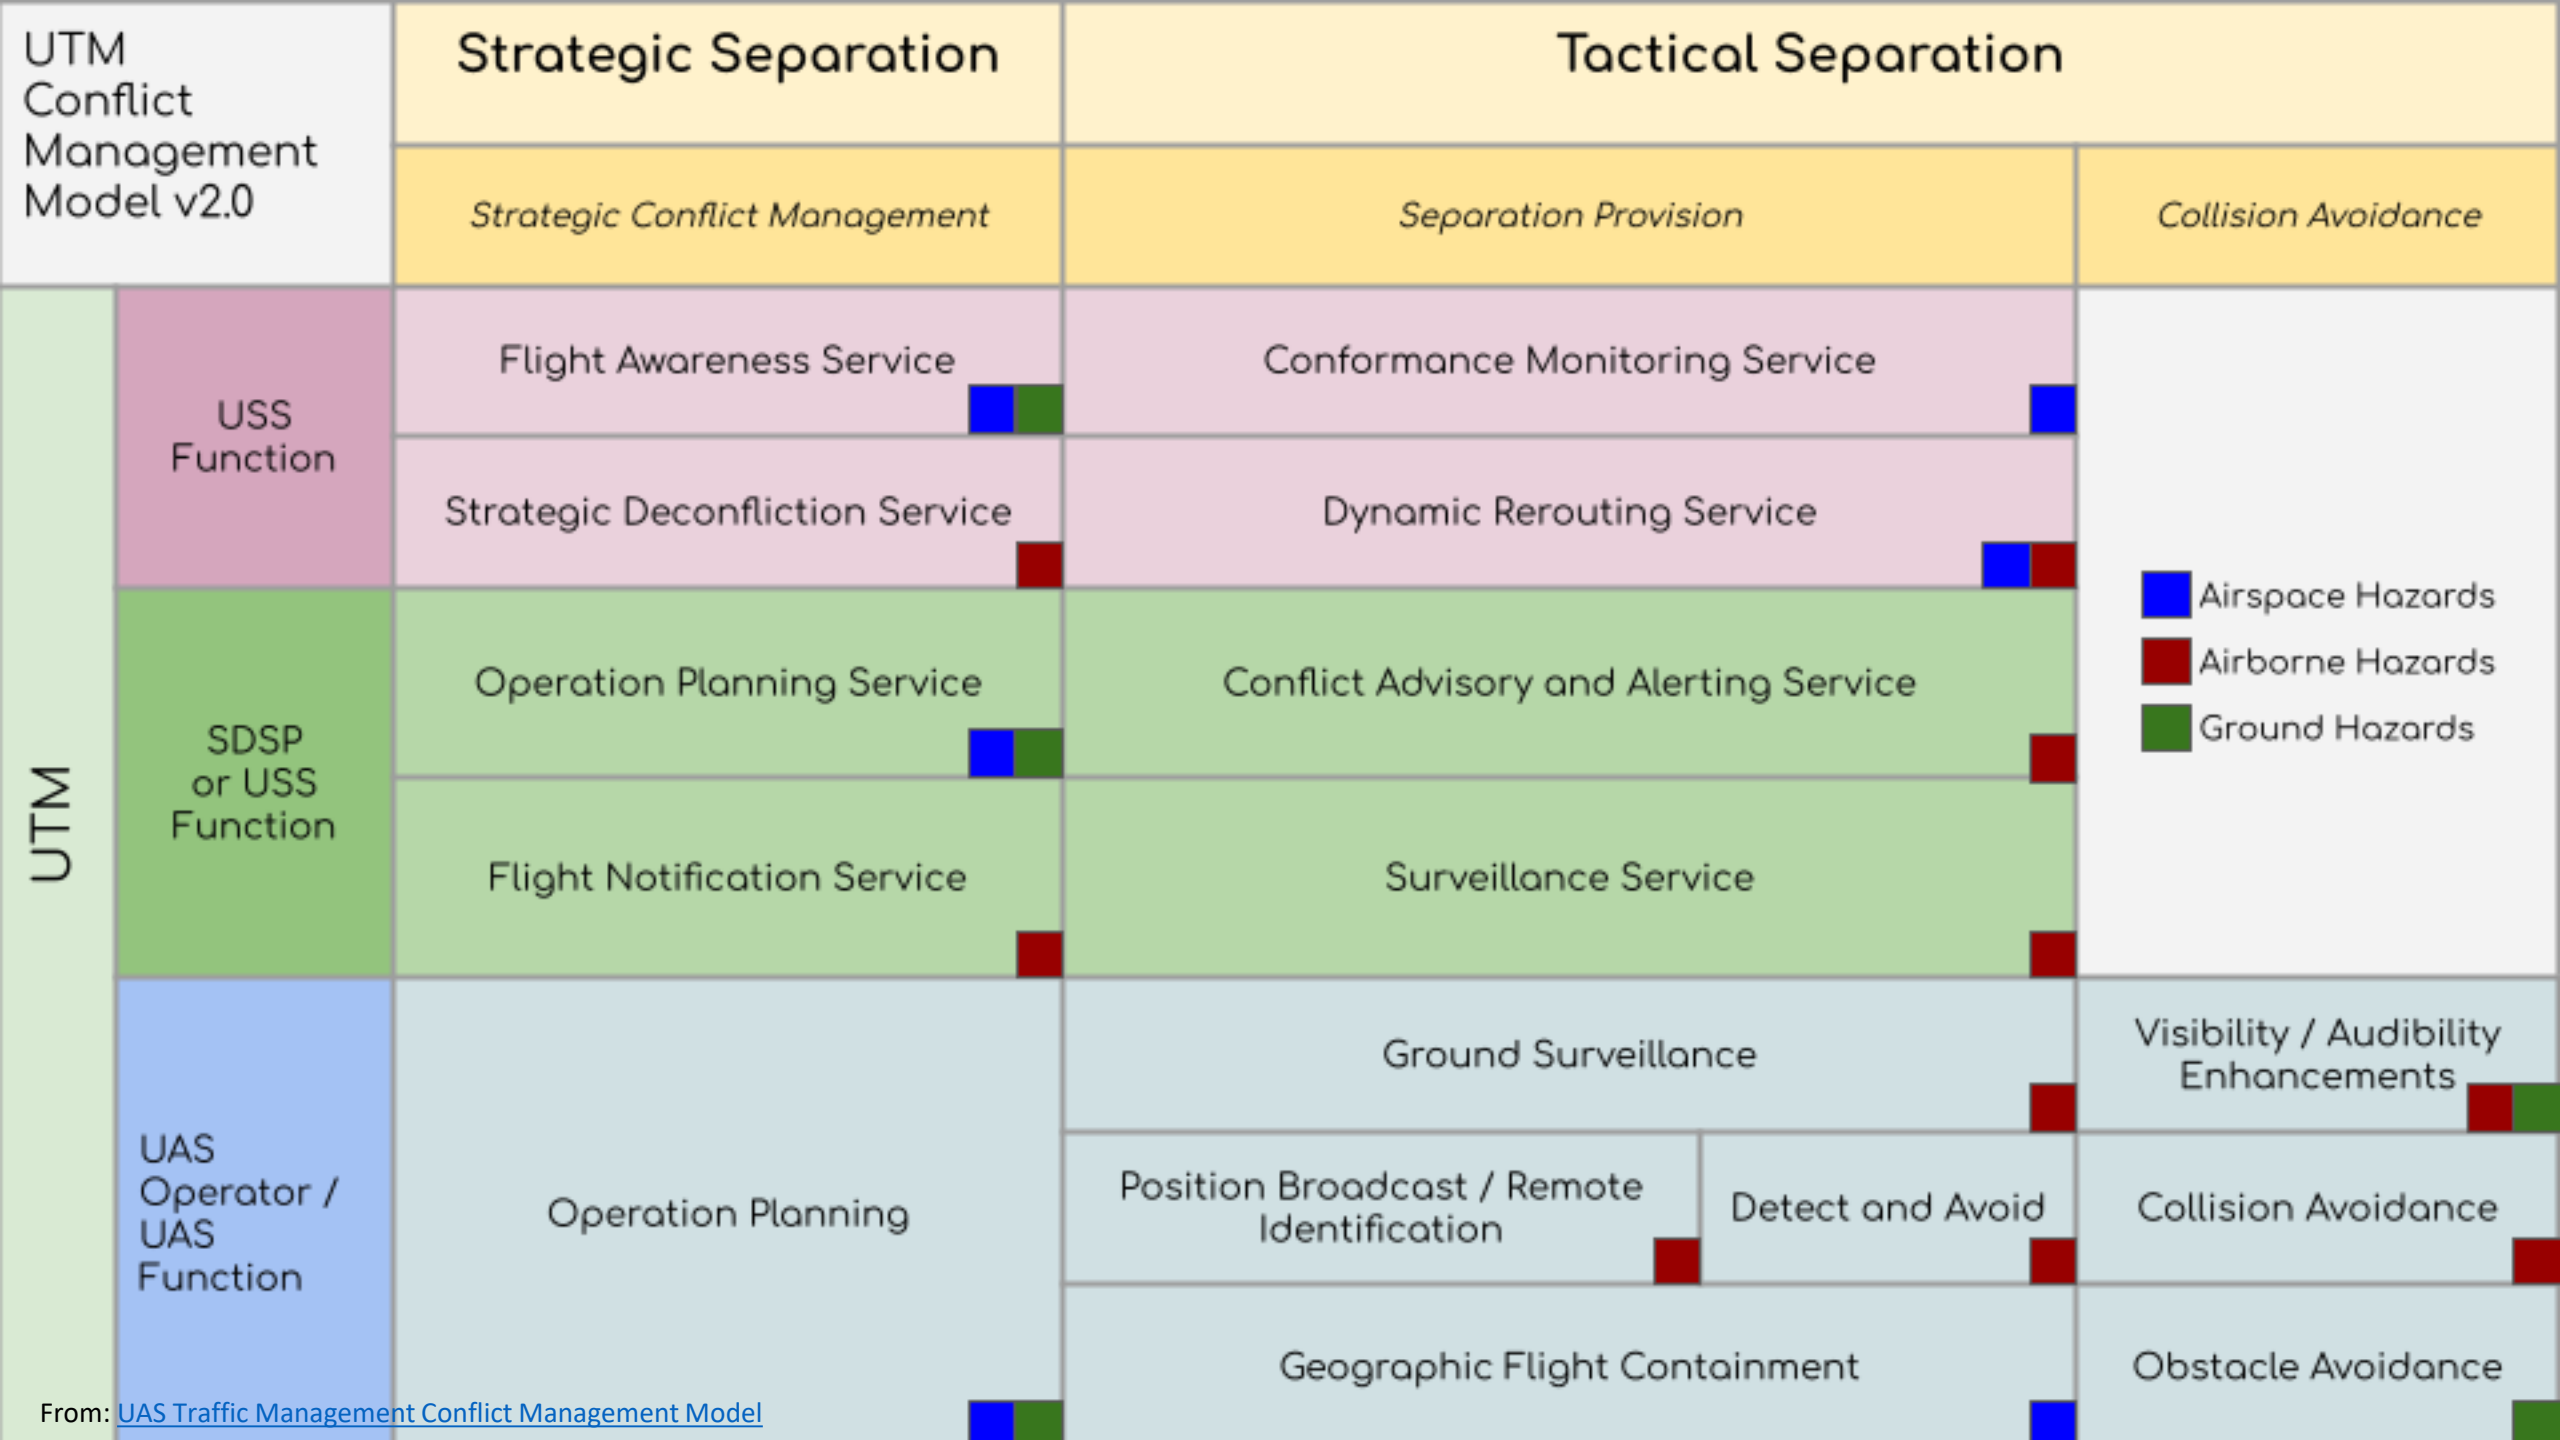 UTM
Conflict
Management
Model v2.0
Strategic Separation
Tactical Separation
Strategic Conflict Management
Separation Provision
Collision Avoidance
UTM
USS
Function
Flight Awareness Service
Conformance Monitoring Service
Strategic Deconfliction Service
Dynamic Rerouting Service
Airspace Hazards
Airborne Hazards
Ground Hazards
SDSP
or USS
Function
Operation Planning Service
Conflict Advisory and Alerting Service
Flight Notification Service
Surveillance Service
UAS
Operator /
UAS
Function
Operation Planning
Ground Surveillance
Visibility / Audibility
Enhancements
Position Broadcast / Remote
Identification
Detect and Avoid
Collision Avoidance
Geographic Flight Containment
Obstacle Avoidance
From: UAS Traffic Management Conflict Management Model